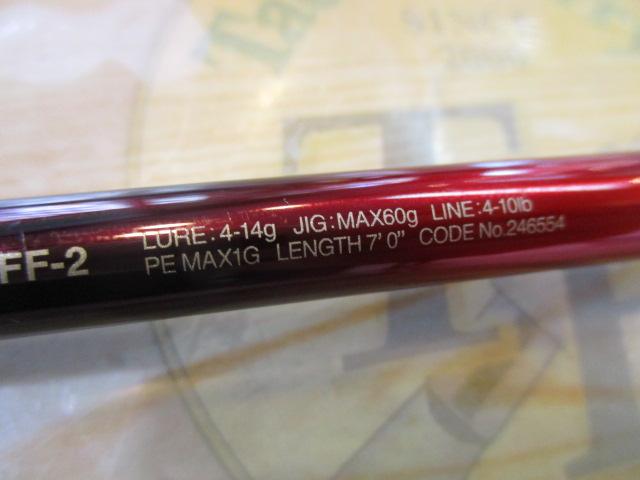 FF-2
LURE:4-14g JIG:MAX60g LINE:4-10lb
PE MAX1G LENGTH 7'0" CODE No.246554